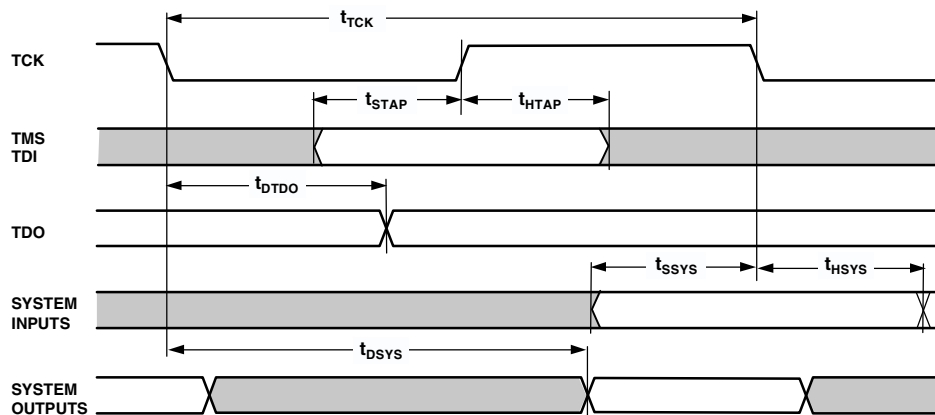 tTCK
TCK
tSTAP
tHTAP
TMS
TDI
tDTDO
TDO
tSSYS
tHSYS
SYSTEM
INPUTS
tDSYS
SYSTEM
OUTPUTS